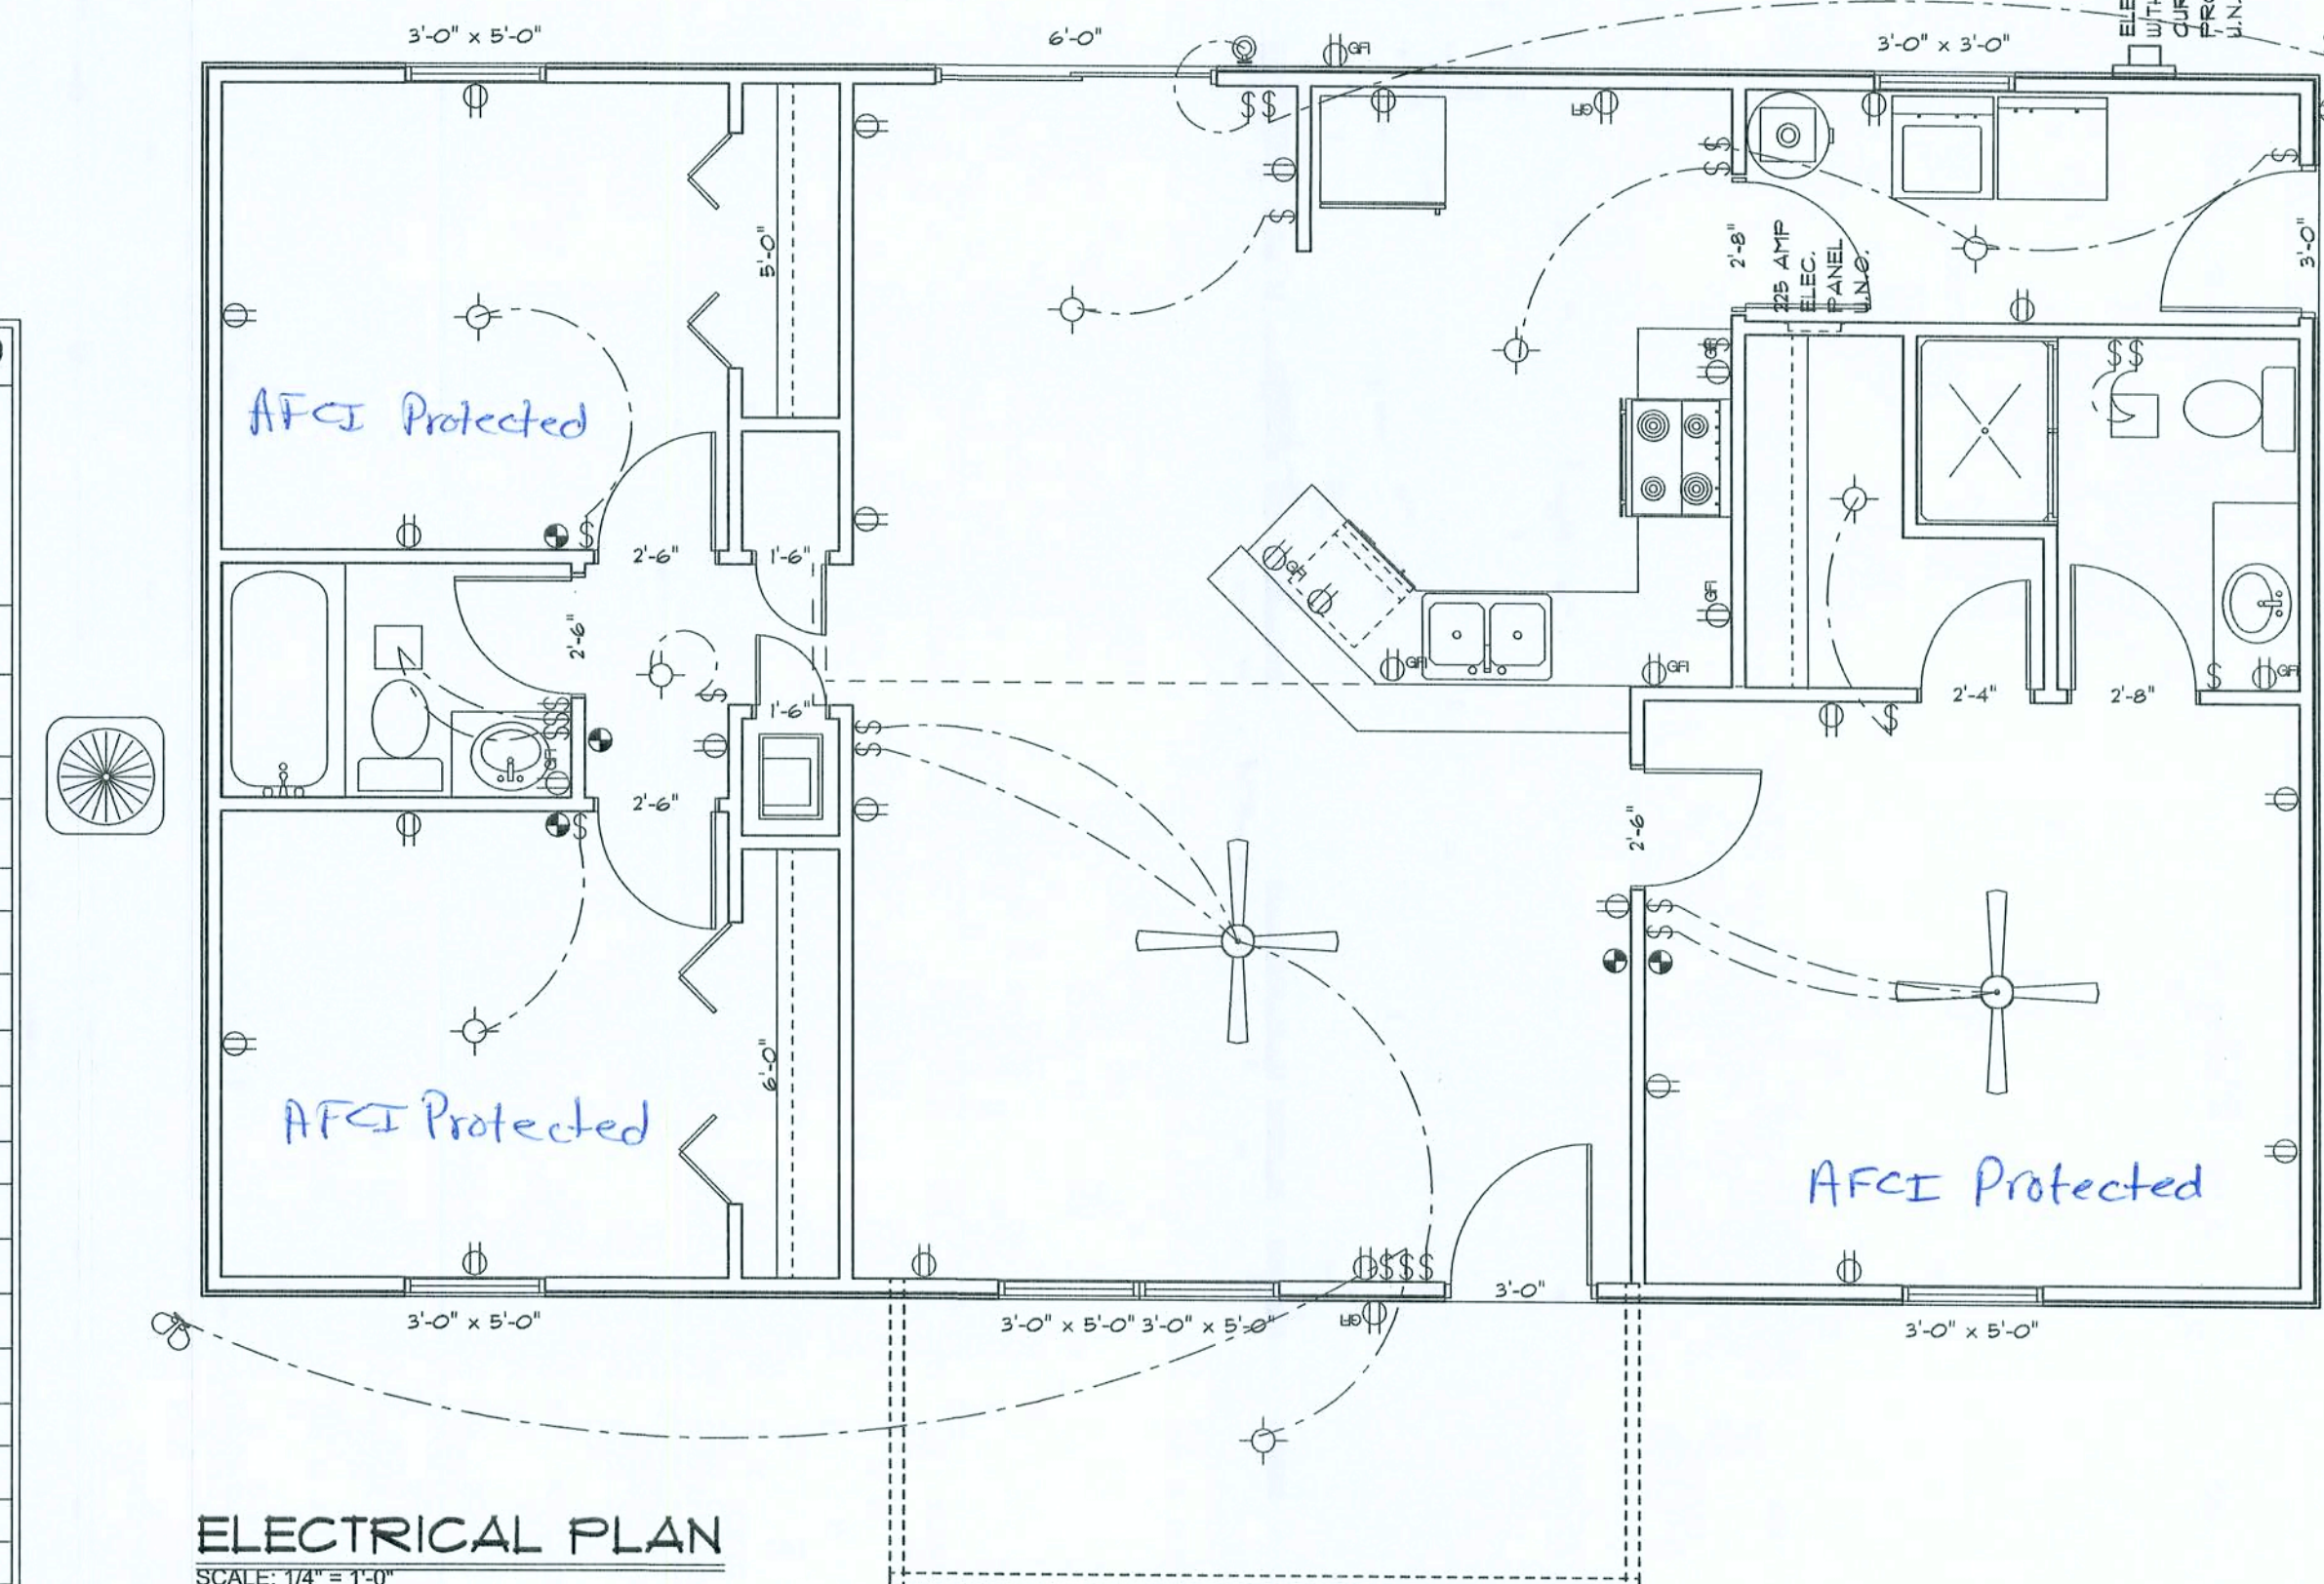 3'-0" x 5'-0"
6'-0"
GFI
3'-0" x 3'-0"
$$
GFI
$
$
$
5'-0"
$
2'-8"
225 AMP
ELEC.
PANEL
U.N.O.
3'-0"
GFI
$$
AFCI Protected
$
2'-6"
1'-6"
GFI
GFI
2'-6"
$
$
$
GFI
GFI
$
GFI
2'-4"
2'-8"
1'-6"
$
$
$
GFI
2'-6"
$
2'-6"
$
$
6'-0"
AFCI Protected
AFCI Protected
$$$
3'-0"
3'-0" x 5'-0"
3'-0" x 5'-0" 3'-0" x 5'-0"
GFI
3'-0" x 5'-0"
ELECTRICAL PLAN
SCALE: 1/4" = 1'-0"